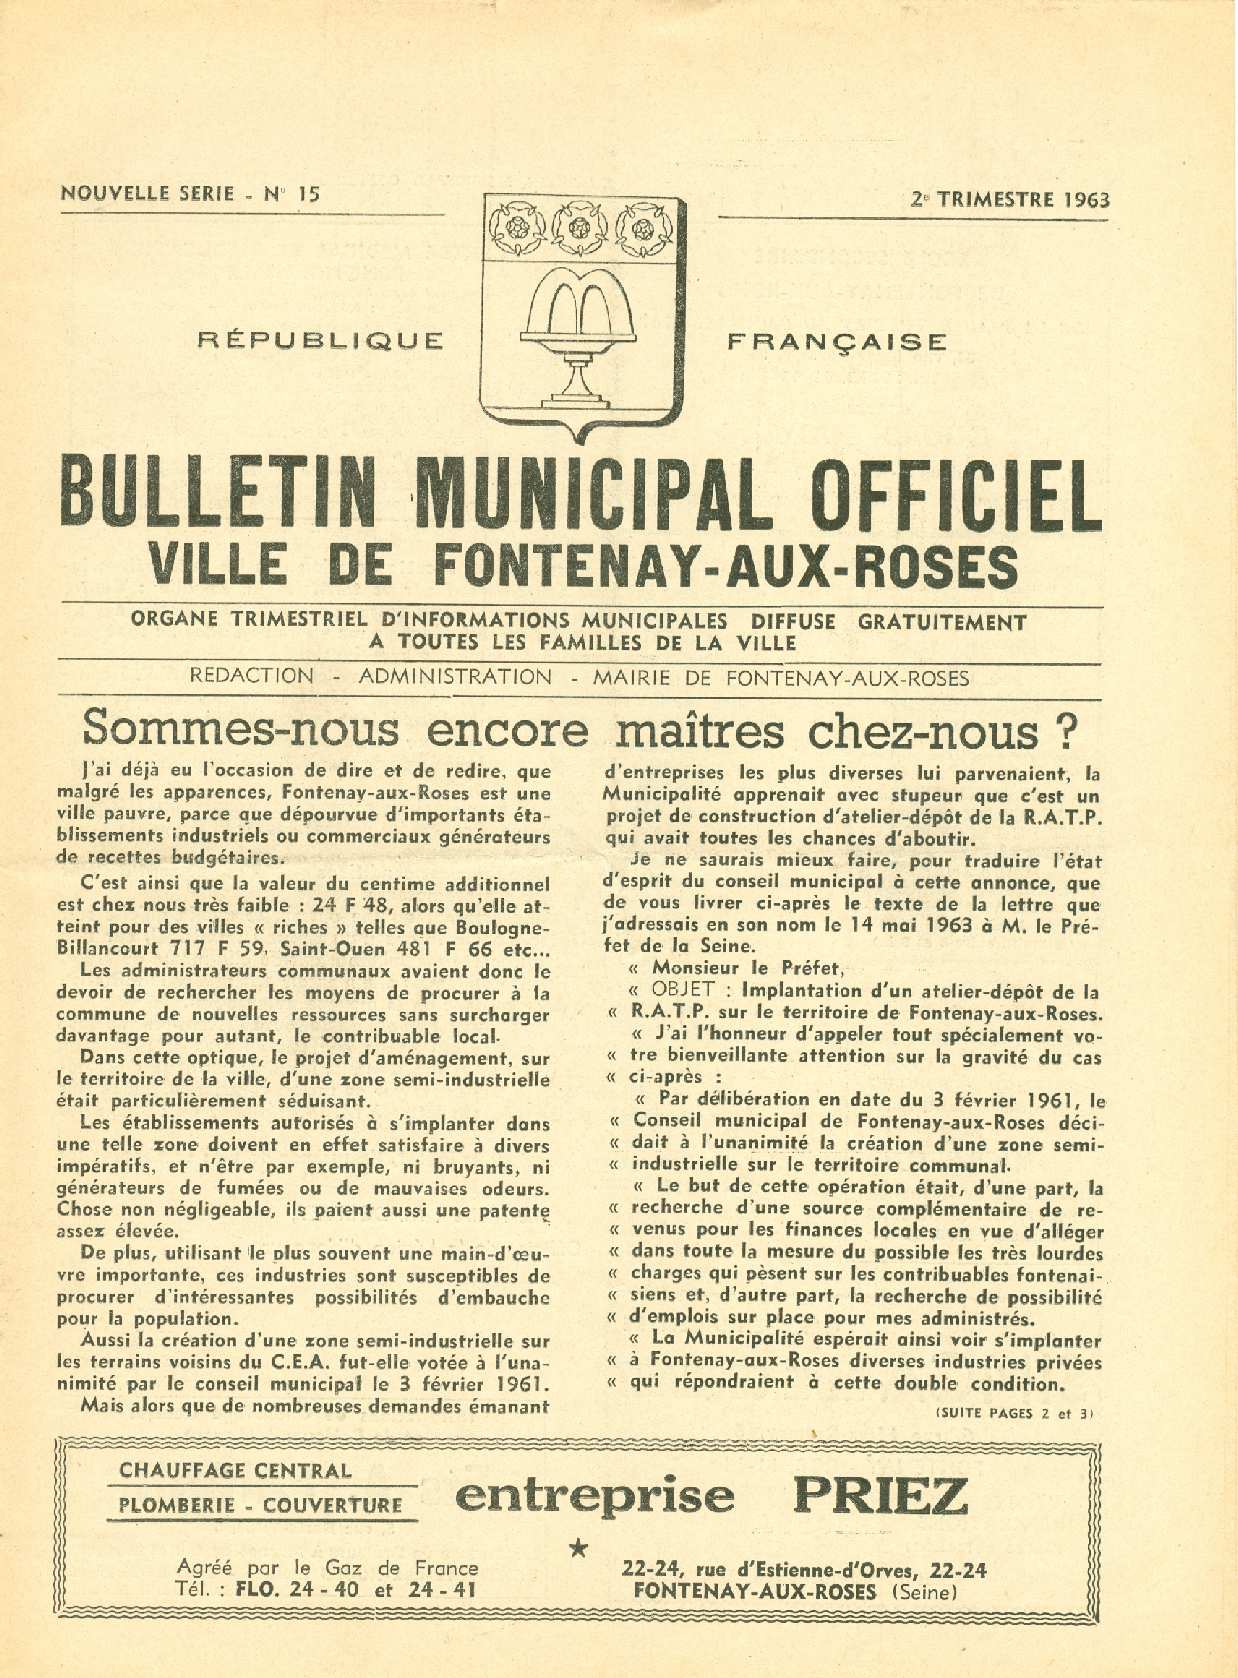 NOUVELLE SERIE - N° 15
2e TRIMESTRE 1963
RÉPUBLIQUE FRANÇAISE
BULLETIN MUNICIPAL OFFICIEL
VILLE DE FONTENAY-AUX-ROSES
ORGANE TRIMESTRIEL D'INFORMATIONS MUNICIPALES DIFFUSE GRATUITEMENT
A TOUTES LES FAMILLES DE LA VILLE
REDACTION - ADMINISTRATION - MAIRIE DE FONTENAY-AUX-ROSES
Sommes-nous encore maîtres chez-nous ?
J'ai déjà eu l'occasion de dire et de redire, que
malgré les apparences, Fontenay-aux-Roses est une
ville pauvre, parce que dépourvue d'importants éta-
blissements industriels ou commerciaux générateurs
de recettes budgétaires.
C'est ainsi que la valeur du centime additionnel
est chez nous très faible : 24 F 48, alors qu'elle at-
teint pour des villes « riches » telles que Boulogne-
Billancourt 717 F 59, Saint-Ouen 481 F 66 etc...
Les administrateurs communaux avaient donc le
devoir de rechercher les moyens de procurer à la
commune de nouvelles ressources sans surcharger
davantage pour autant, le contribuable local.
Dans cette optique, le projet d'aménagement, sur
le territoire de la ville, d'une zone semi-industrielle
était particulièrement séduisant.
Les établissements autorisés à s'implanter dans
une telle zone doivent en effet satisfaire à divers
impératifs, et n'être par exemple, ni bruyants, ni
générateurs de fumées ou de mauvaises odeurs.
Chose non négligeable, ils paient aussi une patente
assez élevée.
De plus, utilisant le plus souvent une main-d'œu-
vre importante, ces industries sont susceptibles de
procurer d'intéressantes possibilités d'embauche
pour la population.
Aussi la création d'une zone semi-industrielle sur
les terrains voisins du C.E.A. fut-elle votée à l'una-
nimité par le conseil municipal le 3 février 1961.
Mais alors que de nombreuses demandes émanant
d'entreprises les plus diverses lui parvenaient, la
Municipalité apprenait avec stupeur que c'est un
projet de construction d'atelier-dépôt de la R.A.T.P.
qui avait toutes les chances d'aboutir.
Je ne saurais mieux faire, pour traduire l'état
d'esprit du conseil municipal à cette annonce, que
de vous livrer ci-après le texte de la lettre que
j'adressais en son nom le 14 mai 1963 à M. le Pré-
fet de la Seine.
« Monsieur le Préfet,
« OBJET : Implantation d'un atelier-dépôt de la
« R.A.T.P. sur le territoire de Fontenay-aux-Roses.
« J'ai l'honneur d'appeler tout spécialement vo-
« tre bienveillante attention sur la gravité du cas
« ci-après :
« Par délibération en date du 3 février 1961, le
« Conseil municipal de Fontenay-aux-Roses déci-
« dait à l'unanimité la création d'une zone semi-
« industrielle sur le territoire communal.
« Le but de cette opération était, d'une part, la
« recherche d'une source complémentaire de re-
« venus pour les finances locales en vue d'alléger
« dans toute la mesure du possible les très lourdes
« charges qui pèsent sur les contribuables fontenai-
« siens et, d'autre part, la recherche de possibilité
« d'emplois sur place pour mes administrés.
« La Municipalité espérait ainsi voir s'implanter
« à Fontenay-aux-Roses diverses industries privées
« qui répondraient à cette double condition.
(SUITE PAGES 2 et 3)
CHAUFFAGE CENTRAL
PLOMBERIE - COUVERTURE
entreprise PRIEZ
Agréé par le Gaz de France
Tél. : FLO. 24 - 40 et 24 - 41
22-24, rue d'Estienne-d'Orves, 22-24
FONTENAY-AUX-ROSES (Seine)